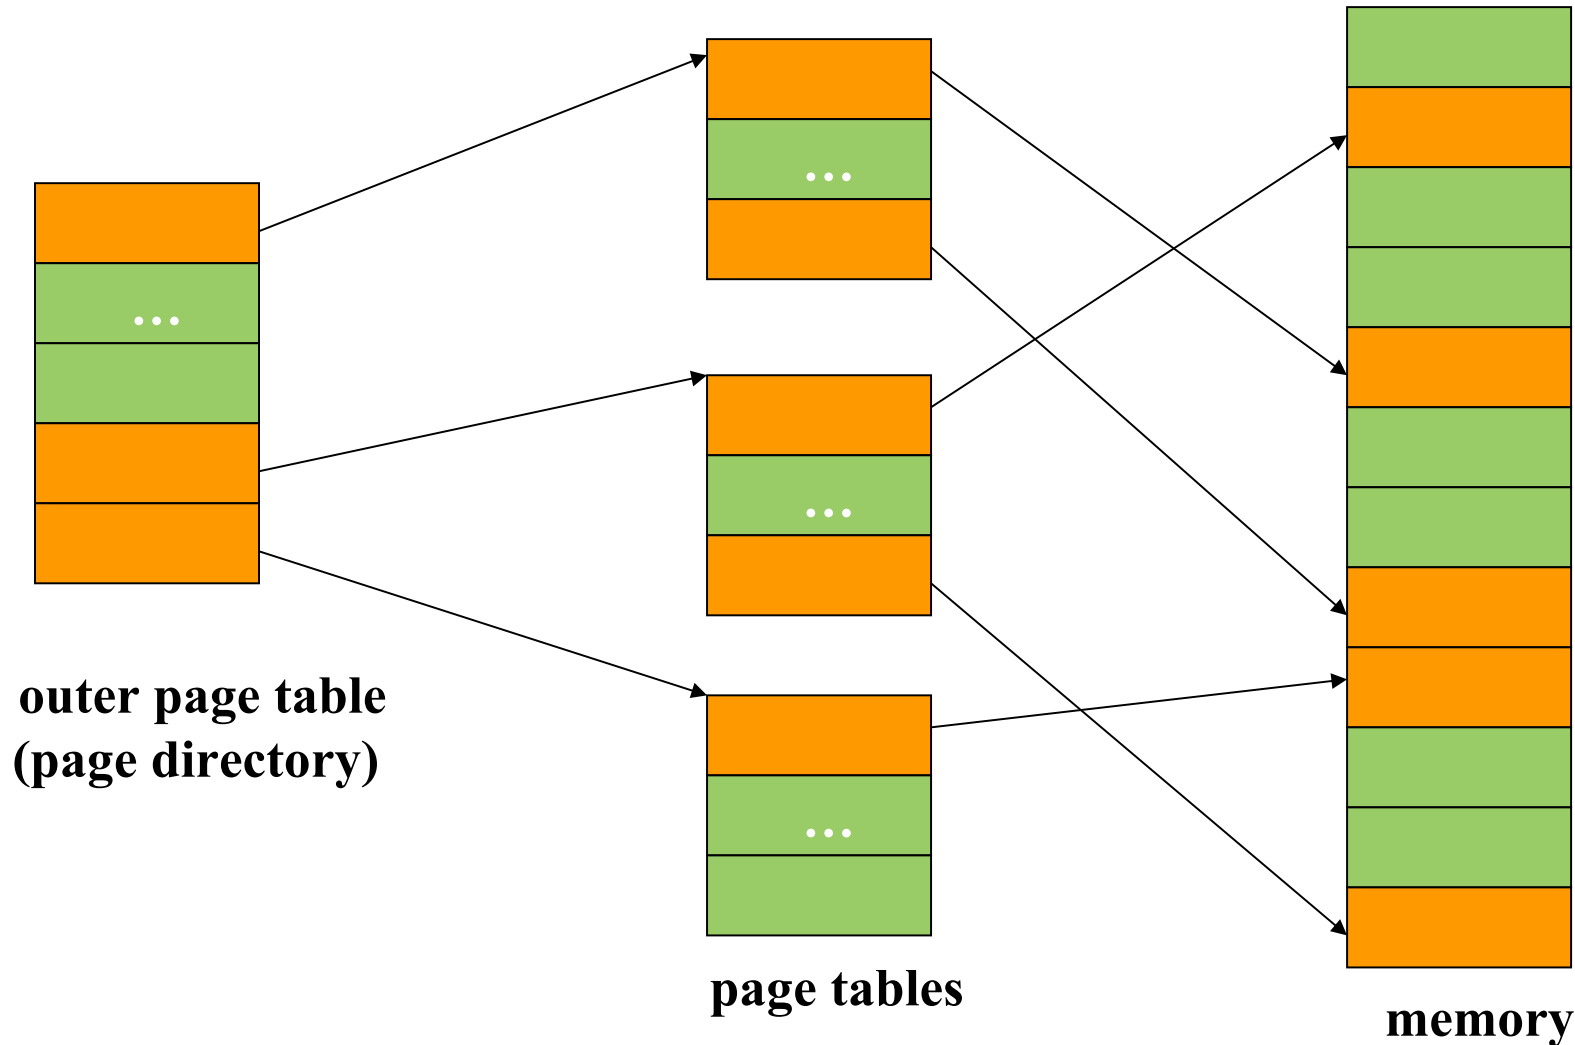 ...
...
...
...
outer page table
(page directory)
page tables
memory